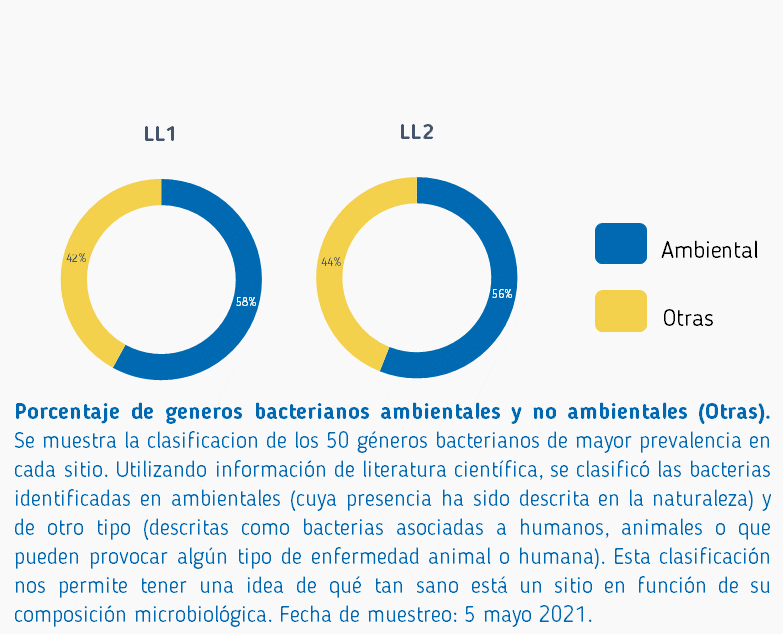 LL1
LL2
42%
58%
44%
56%
Ambiental
Otras
Porcentaje de generos bacterianos ambientales y no ambientales (Otras).
Se muestra la clasificacion de los 50 géneros bacterianos de mayor prevalencia en
cada sitio. Utilizando información de literatura científica, se clasificó las bacterias
identificadas en ambientales (cuya presencia ha sido descrita en la naturaleza) y
de otro tipo (descritas como bacterias asociadas a humanos, animales o que
pueden provocar algún tipo de enfermedad animal o humana). Esta clasificación
nos permite tener una idea de qué tan sano está un sitio en función de su
composición microbiológica. Fecha de muestreo: 5 mayo 2021.